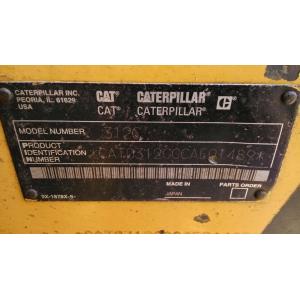 CATERPILLAR INC.
PEORIA, IL. 61629
USA
CAT CATERPILLAR C
CAT CATERPILLAR
MODEL NUMBER 312C
PRODUCT
IDENTIFICATION
NUMBER
MADE IN
JAPAN
PARTS ORDER